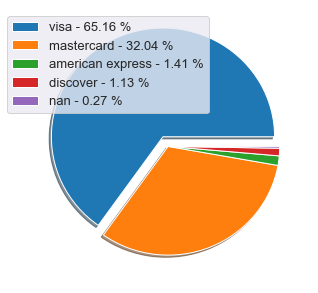 visa - 65.16 %
mastercard - 32.04 %
american express - 1.41 %
discover - 1.13 %
nan - 0.27 %